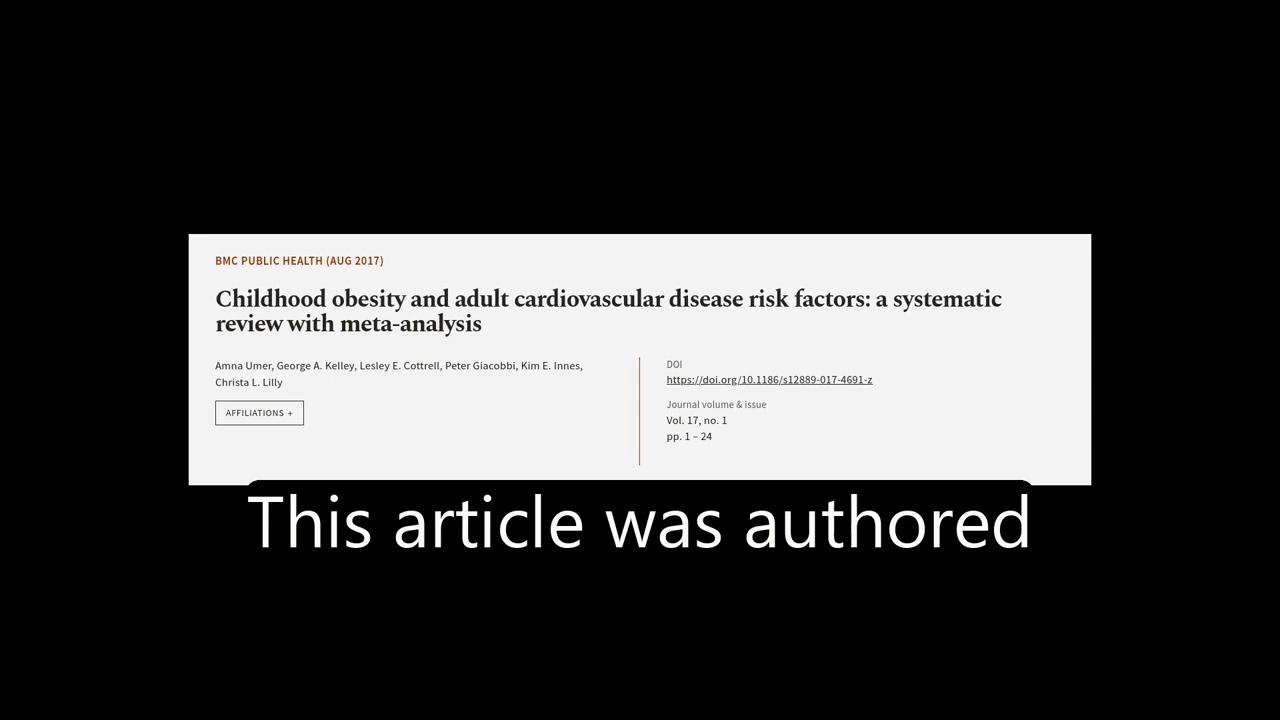 BMC PUBLIC HEALTH (AUG 2017)
Childhood obesity and adult cardiovascular disease risk factors: a systematic
review with meta-analysis
Amna Umer, George A. Kelley, Lesley E. Cottrell, Peter Giacobbi, Kim E. Innes,
Christa L. Lilly
AFFILIATIONS +
DOI
https://doi.org/10.1186/s12889-017-4691-z
Journal volume & issue
Vol. 17, no. 1
pp. 1 – 24
This article was authored